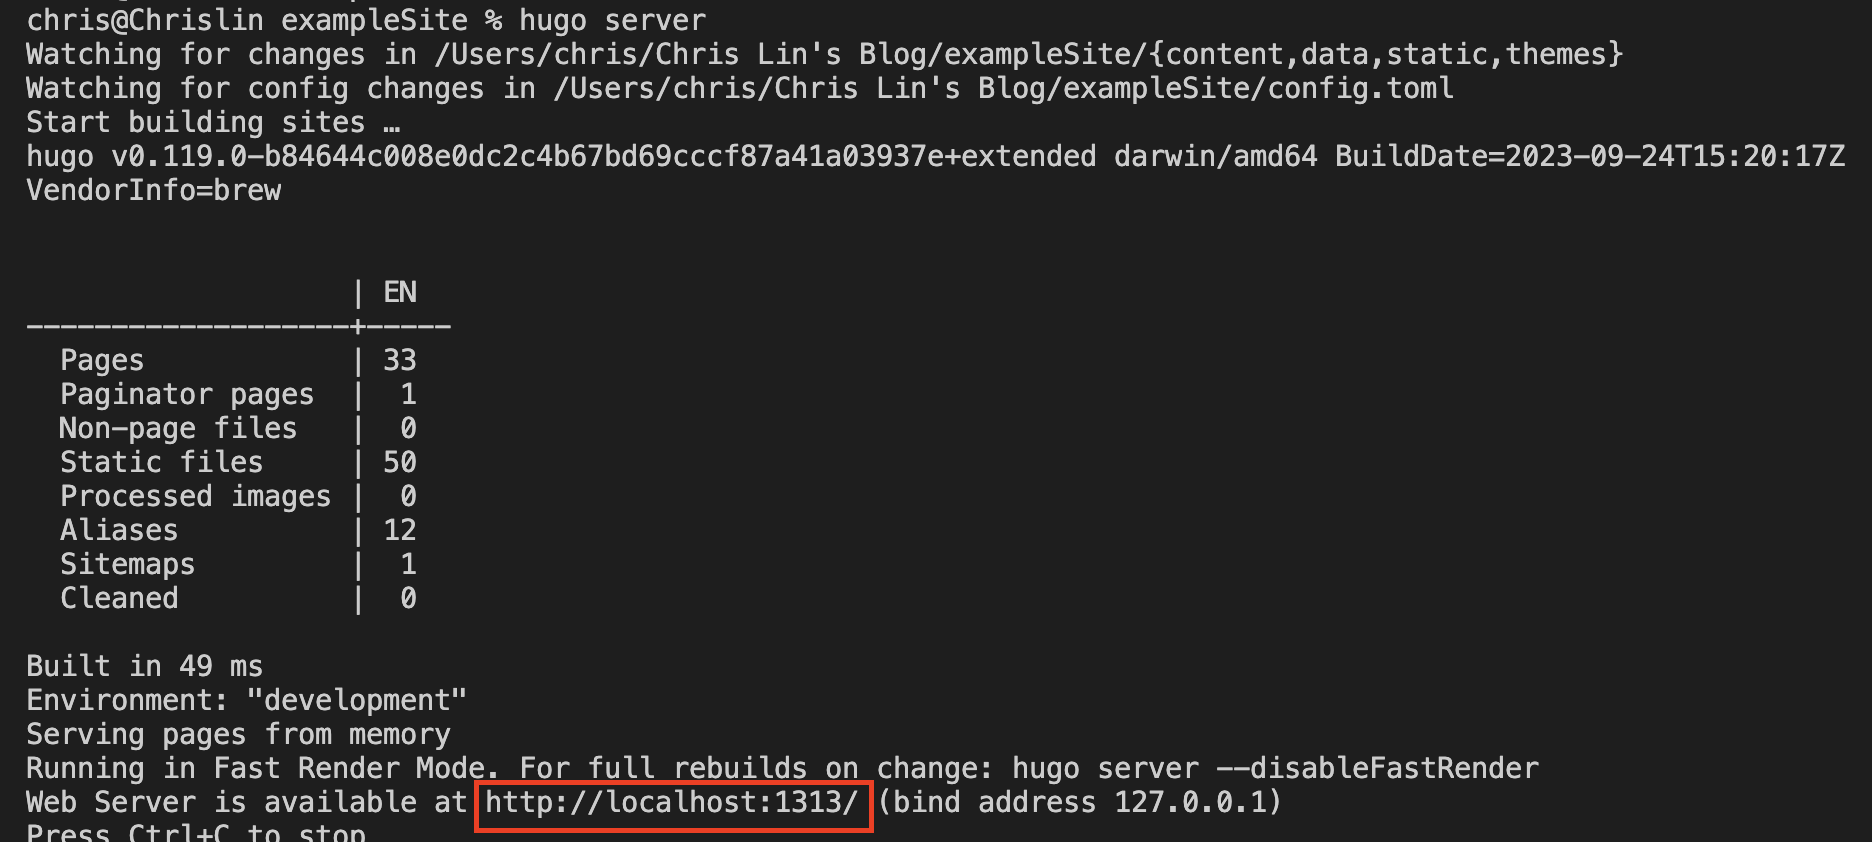 chris@Chrislin exampleSite % hugo server
Watching for changes in /Users/chris/Chris Lin's Blog/exampleSite/{content,data,static,themes}
Watching for config changes in /Users/chris/Chris Lin's Blog/exampleSite/config.toml
Start building sites …
hugo v0.119.0-b84644c008e0dc2c4b67bd69cccf87a41a03937e+extended darwin/amd64 BuildDate=2023-09-24T15:20:17Z
VendorInfo=brew
                   | EN
-------------------+-----
  Pages            | 33
  Paginator pages  |  1
  Non-page files   |  0
  Static files     | 50
  Processed images |  0
  Aliases          | 12
  Sitemaps         |  1
  Cleaned          |  0
Built in 49 ms
Environment: "development"
Serving pages from memory
Running in Fast Render Mode. For full rebuilds on change: hugo server --disableFastRender
Web Server is available at http://localhost:1313/ (bind address 127.0.0.1)
Press Ctrl+C to stop